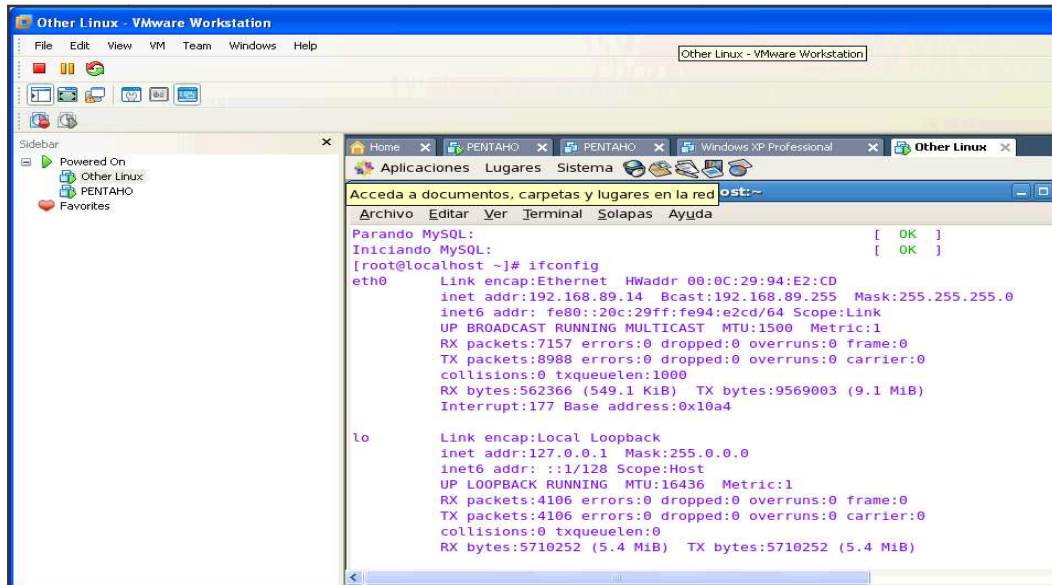 Other Linux - VMware Workstation
File Edit View VM Team Windows Help
Other Linux - VMware Workstation
Sidebar
Powered On
Other Linux
PENTAHO
Favorites
Home PENTAHO PENTAHO Windows XP Professional Other Linux
Aplicaciones Lugares Sistema
Acceda a documentos, carpetas y lugares en la red ost:~
Archivo Editar Ver Terminal Solapas Ayuda
Parando MySQL: [ OK ]
Iniciando MySQL: [ OK ]
[root@localhost ~]# ifconfig
eth0 Link encap:Ethernet HWaddr 00:0C:29:94:E2:CD
inet addr:192.168.89.14 Bcast:192.168.89.255 Mask:255.255.255.0
inet6 addr: fe80::20c:29ff:fe94:e2cd/64 Scope:Link
UP BROADCAST RUNNING MULTICAST MTU:1500 Metric:1
RX packets:7157 errors:0 dropped:0 overruns:0 frame:0
TX packets:8988 errors:0 dropped:0 overruns:0 carrier:0
collisions:0 txqueuelen:1000
RX bytes:562366 (549.1 KiB) TX bytes:9569003 (9.1 MiB)
Interrupt:177 Base address:0x10a4
lo Link encap:Local Loopback
inet addr:127.0.0.1 Mask:255.0.0.0
inet6 addr: ::1/128 Scope:Host
UP LOOPBACK RUNNING MTU:16436 Metric:1
RX packets:4106 errors:0 dropped:0 overruns:0 frame:0
TX packets:4106 errors:0 dropped:0 overruns:0 carrier:0
collisions:0 txqueuelen:0
RX bytes:5710252 (5.4 MiB) TX bytes:5710252 (5.4 MiB)